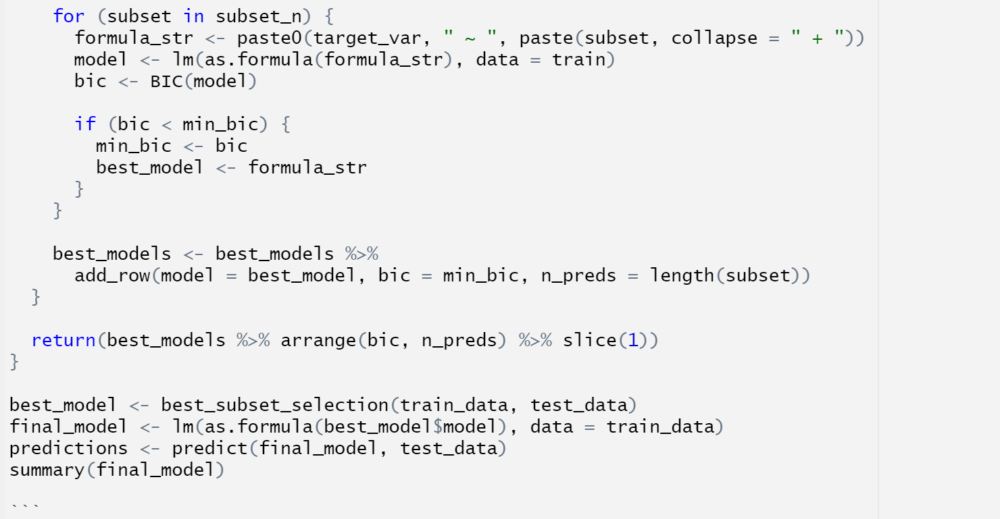 for (subset in subset_n) {
formula_str <- paste0(target_var, " ~ ", paste(subset, collapse = " + "))
model <- lm(as.formula(formula_str), data = train)
bic <- BIC(model)
if (bic < min_bic) {
min_bic <- bic
best_model <- formula_str
}
}
best_models <- best_models %>%
add_row(model = best_model, bic = min_bic, n_preds = length(subset))
}
return(best_models %>% arrange(bic, n_preds) %>% slice(1))
}
best_model <- best_subset_selection(train_data, test_data)
final_model <- lm(as.formula(best_model$model), data = train_data)
predictions <- predict(final_model, test_data)
summary(final_model)
```